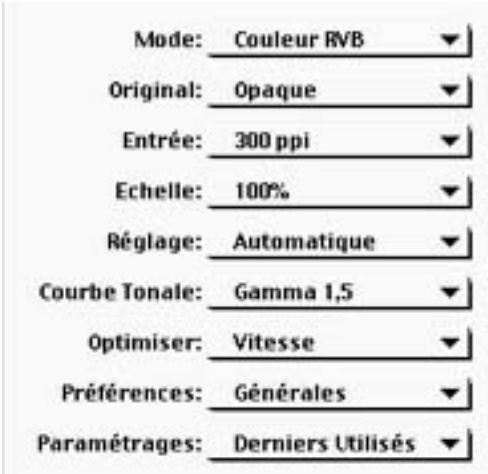 Mode: Couleur RVB
Original: Opaque
Entrée: 300 ppi
Echelle: 100%
Réglage: Automatique
Courbe Tonale: Gamma 1,5
Optimiser: Vitesse
Préférences: Générales
Paramétrages: Derniers Utilisés